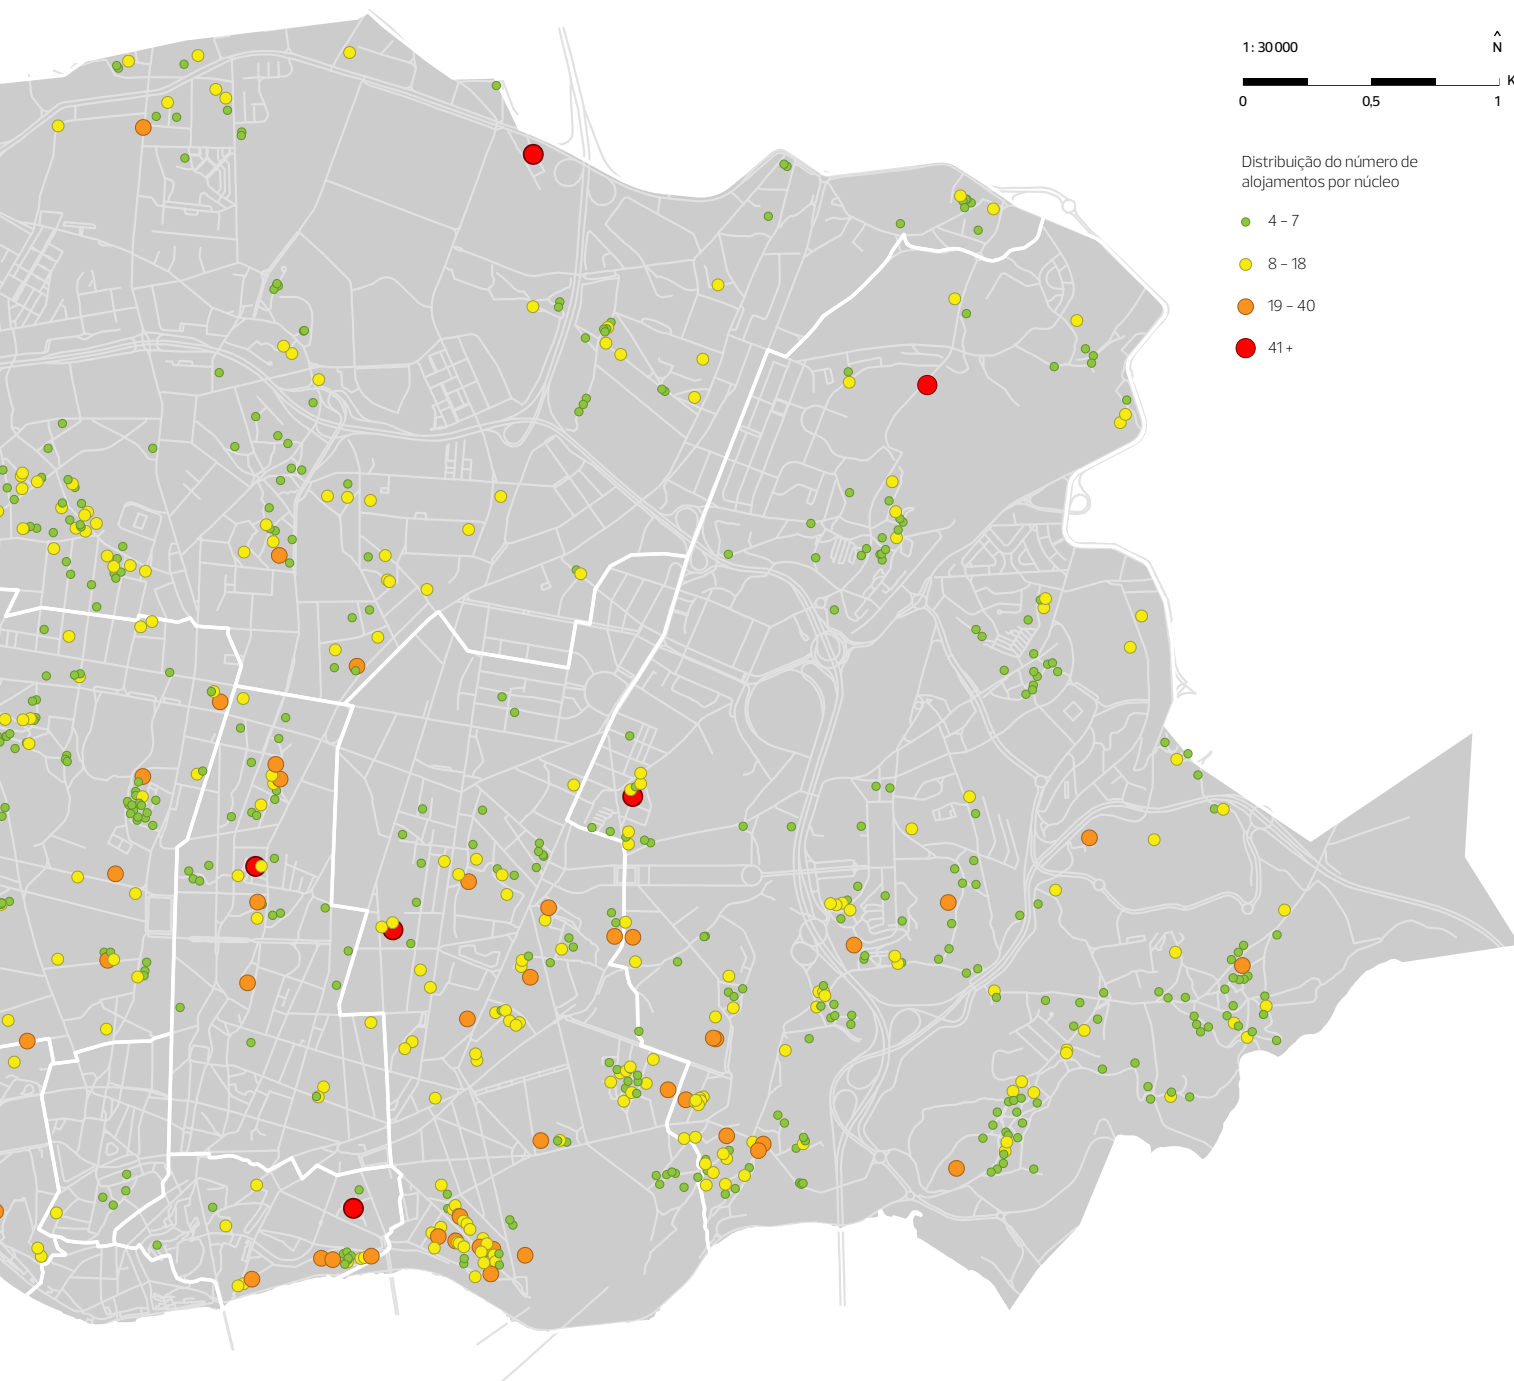 1 : 30 000
N
K
0 0,5 1
Distribuição do número de
alojamentos por núcleo
4 – 7
8 – 18
19 – 40
41 +